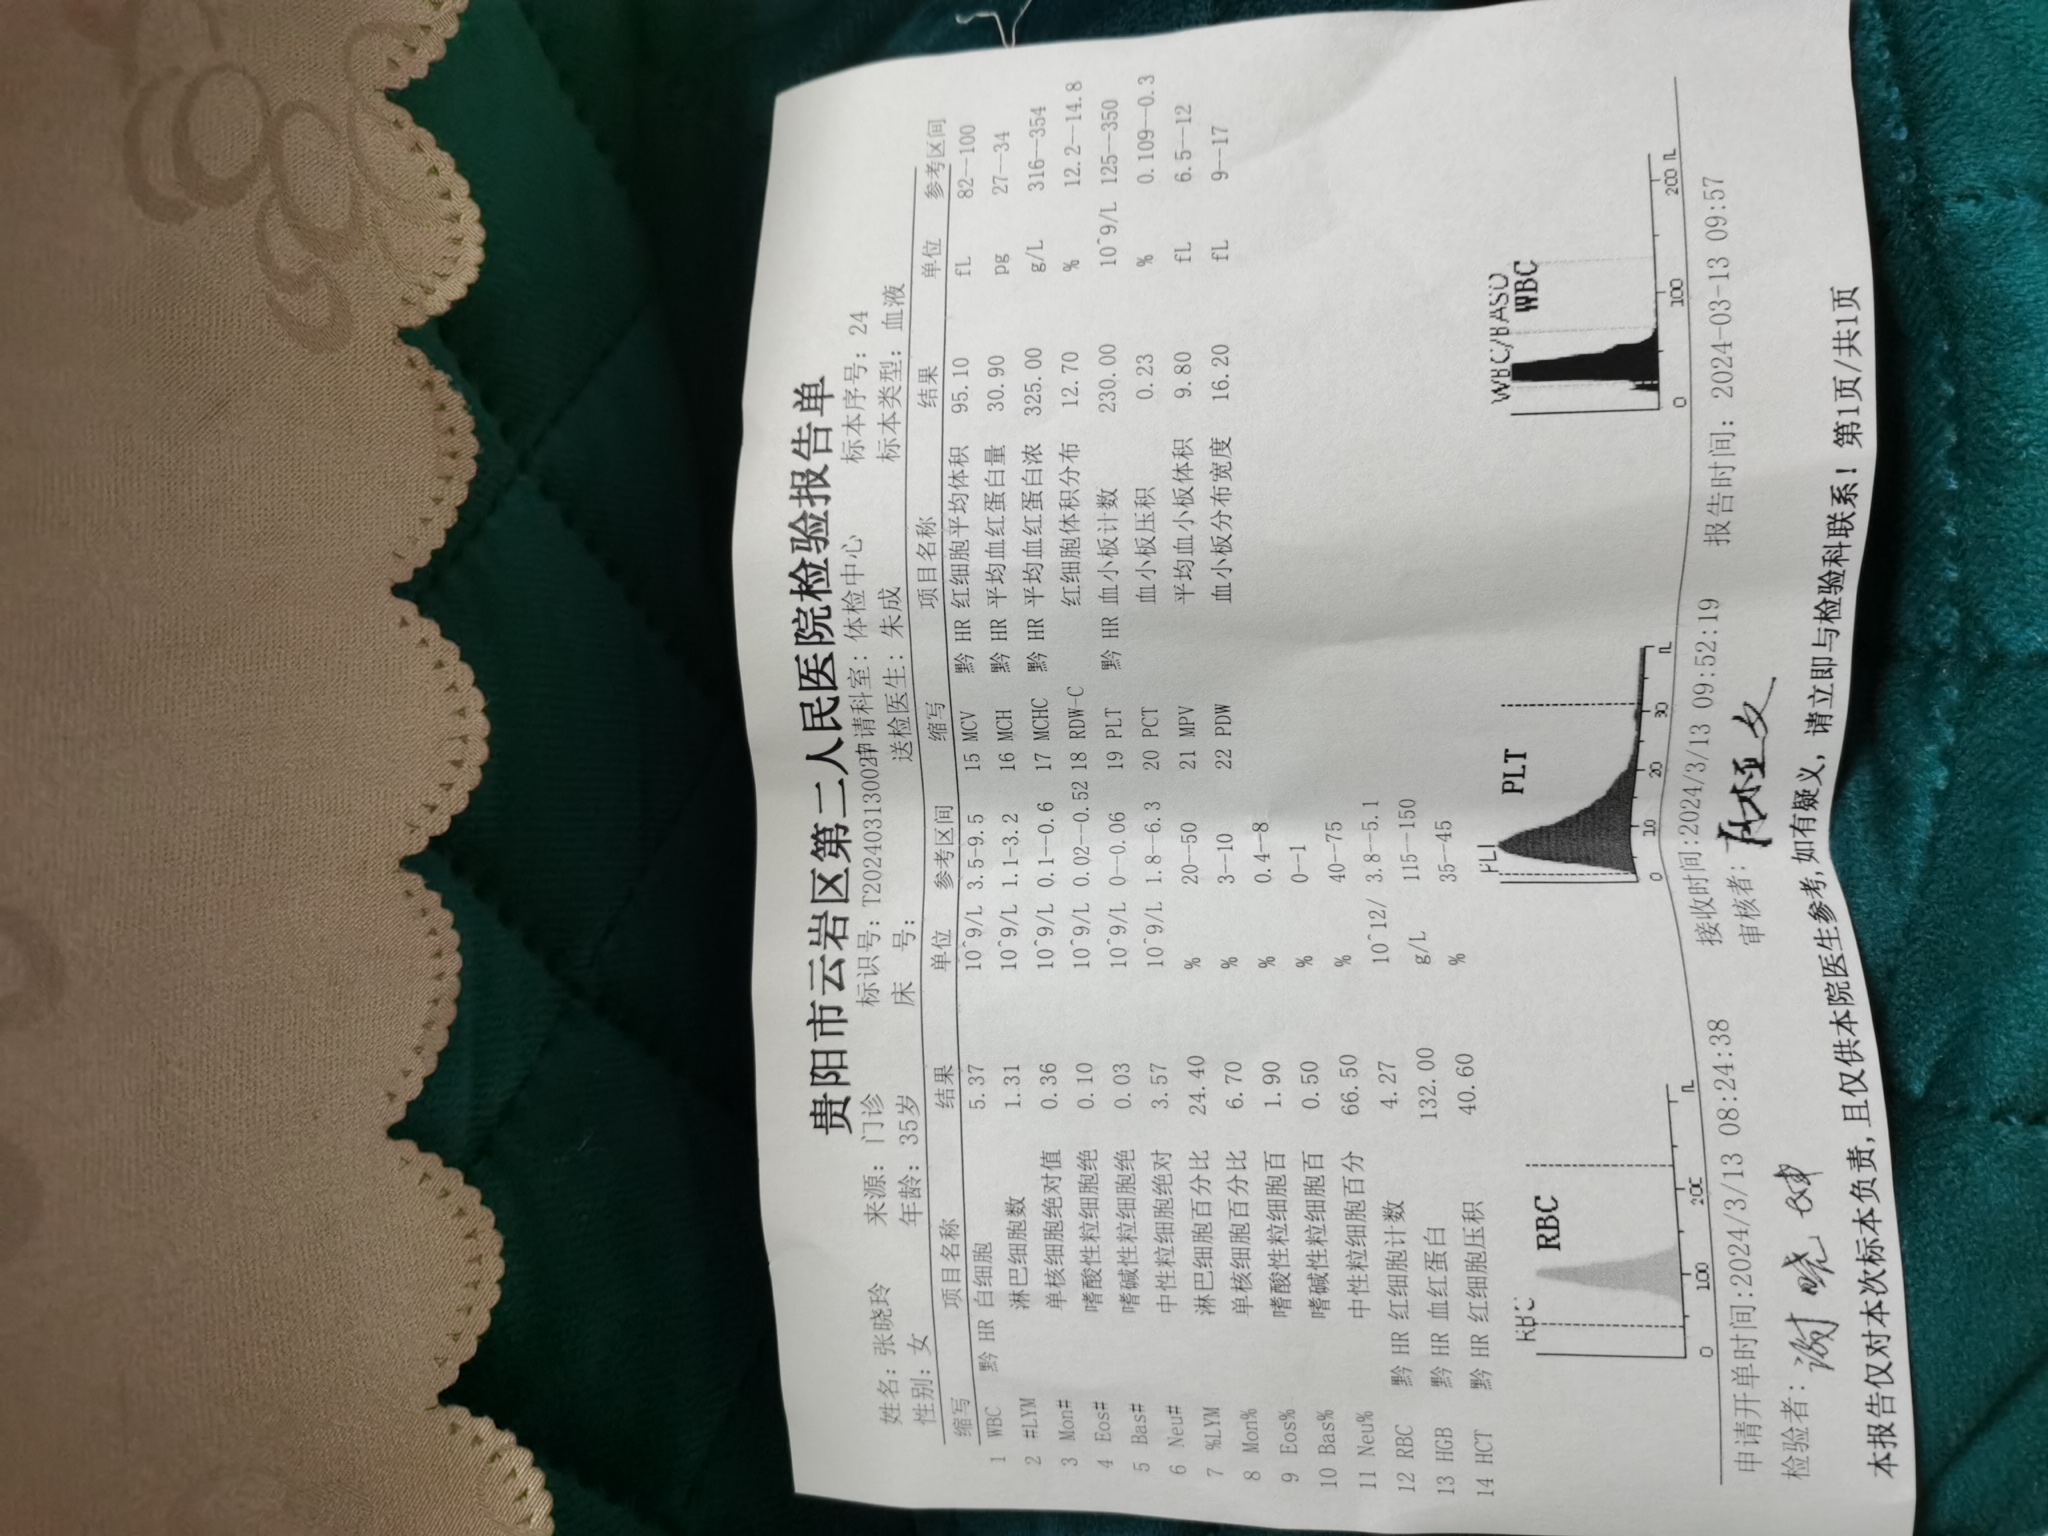 贵阳市云岩区第二人民医院检验报告单
姓名: 张晓玲 来源: 门诊 标识号: T20240313002 申请科室: 体检中心 标本序号: 24
性别: 女 年龄: 35岁 床 号: 送检医生: 朱成 标本类型: 血液
缩写 项目名称 结果 单位 参考区间 缩写 项目名称 结果 单位 参考区间
1 WBC 黔 HR 白细胞 5.37 10^9/L 3.5-9.5 15 MCV 黔 HR 红细胞平均体积 95.10 fL 82--100
2 #LYM 淋巴细胞数 1.31 10^9/L 1.1-3.2 16 MCH 黔 HR 平均血红蛋白量 30.90 pg 27--34
3 Mon# 单核细胞绝对值 0.36 10^9/L 0.1--0.6 17 MCHC 黔 HR 平均血红蛋白浓 325.00 g/L 316--354
4 Eos# 嗜酸性粒细胞绝 0.10 10^9/L 0.02--0.52 18 RDW-C 红细胞体积分布 12.70 % 12.2--14.8
5 Bas# 嗜碱性粒细胞绝 0.03 10^9/L 0--0.06 19 PLT 黔 HR 血小板计数 230.00 10^9/L 125--350
6 Neu# 中性粒细胞绝对 3.57 10^9/L 1.8--6.3 20 PCT 血小板压积 0.23 % 0.109--0.3
7 %LYM 淋巴细胞百分比 24.40 % 20--50 21 MPV 平均血小板体积 9.80 fL 6.5--12
8 Mon% 单核细胞百分比 6.70 % 3--10 22 PDW 血小板分布宽度 16.20 fL 9--17
9 Eos% 嗜酸性粒细胞百 1.90 % 0.4--8
10 Bas% 嗜碱性粒细胞百 0.50 % 0--1
11 Neu% 中性粒细胞百分 66.50 % 40--75
12 RBC 黔 HR 红细胞计数 4.27 10^12/ 3.8--5.1
13 HGB 黔 HR 血红蛋白 132.00 g/L 115--150
14 HCT 黔 HR 红细胞压积 40.60 % 35--45
RBC PLT WBC/BASO
RBC PLT WBC
0 100 200 fL 0 10 20 30 fL 0 100 200 fL
申请开单时间:2024/3/13 08:24:38 接收时间:2024/3/13 09:52:19 报告时间: 2024-03-13 09:57
检验者: 谢晓 审核者:
本报告仅对本次标本负责,且仅供本院医生参考,如有疑义, 请立即与检验科联系! 第1页/共1页